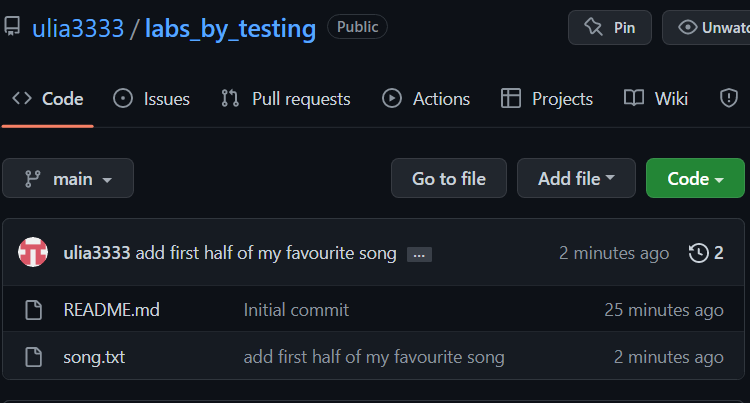 ulia3333 / labs_by_testing Public Pin
Code Issues Pull requests Actions Projects Wiki
main Go to file Add file Code
ulia3333 add first half of my favourite song ... 2 minutes ago 2
README.md Initial commit 25 minutes ago
song.txt add first half of my favourite song 2 minutes ago